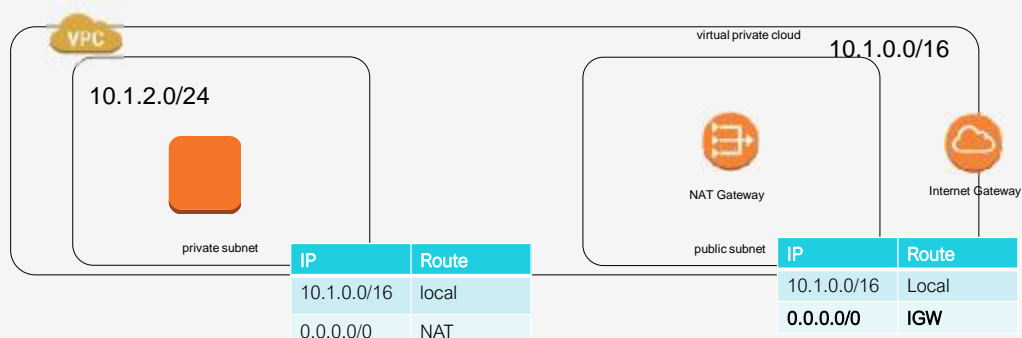 VPC
virtual private cloud
10.1.0.0/16
10.1.2.0/24
NAT Gateway
Internet Gateway
private subnet
public subnet
IP Route
10.1.0.0/16 local
0.0.0.0/0 NAT
IP Route
10.1.0.0/16 Local
0.0.0.0/0 IGW